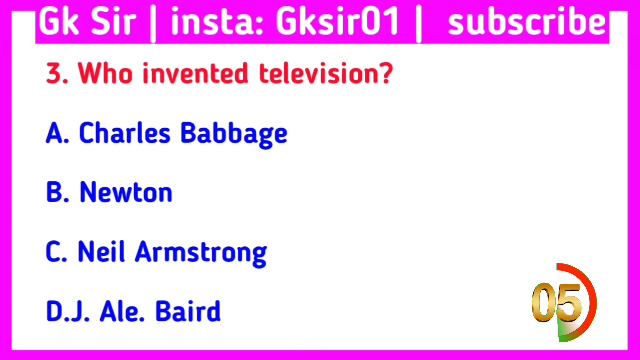 Gk Sir | insta: Gksir01 | subscribe
3. Who invented television?
A. Charles Babbage
B. Newton
C. Neil Armstrong
D.J. Ale. Baird
05